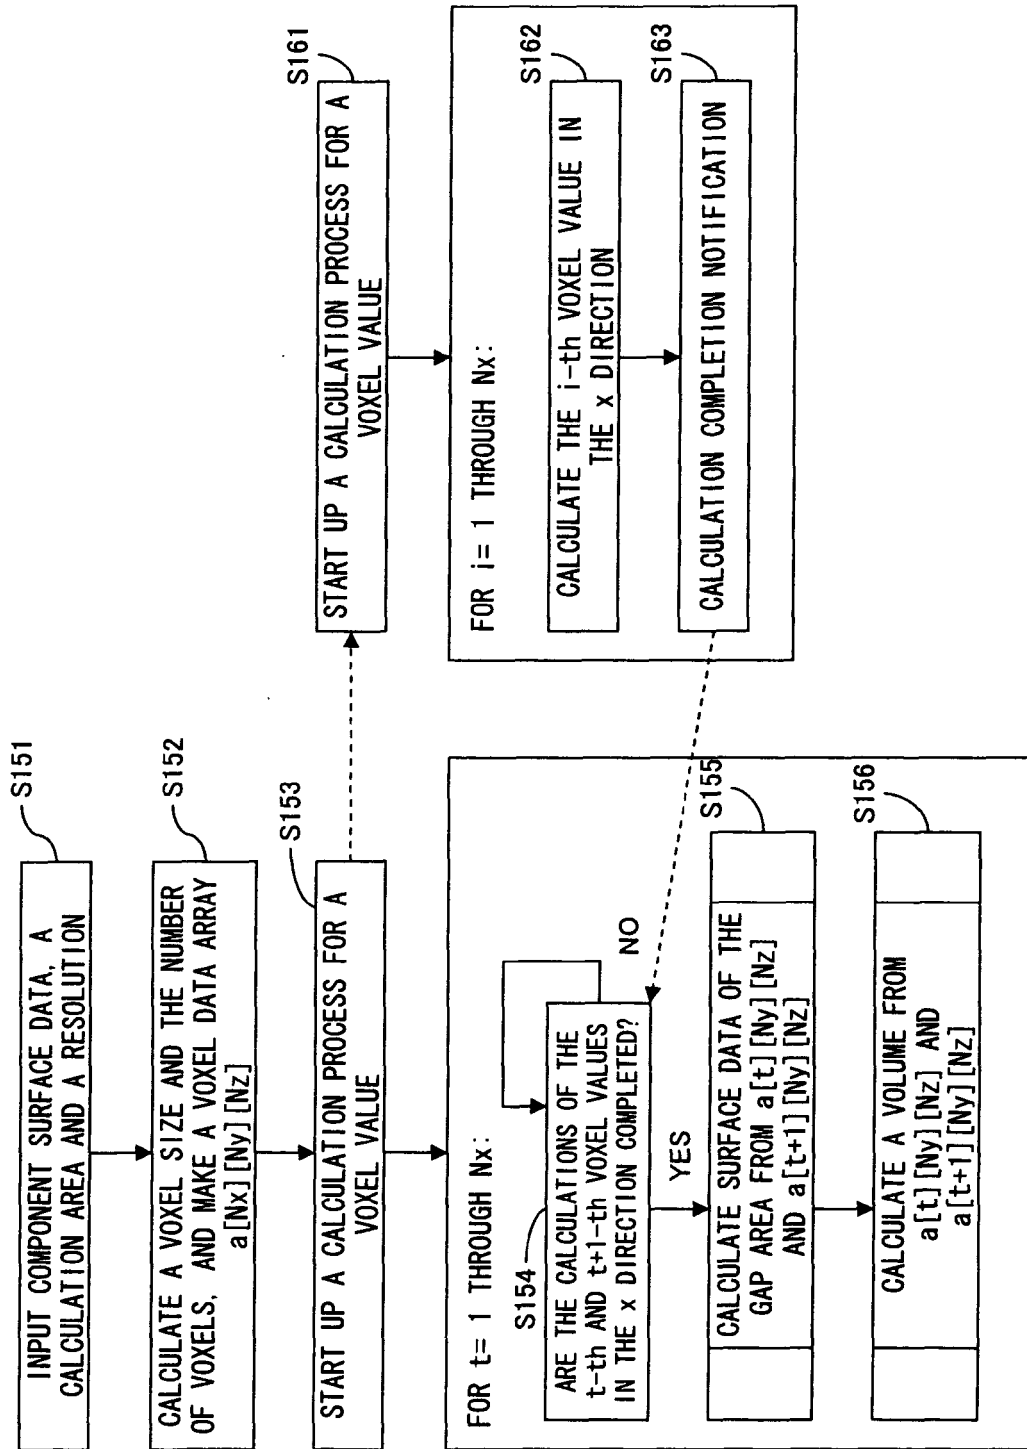 S151
INPUT COMPONENT SURFACE DATA, A
CALCULATION AREA AND A RESOLUTION
S152
CALCULATE A VOXEL SIZE AND THE NUMBER
OF VOXELS, AND MAKE A VOXEL DATA ARRAY
a[Nx][Ny][Nz]
S153
START UP A CALCULATION PROCESS FOR A
VOXEL VALUE
FOR t= 1 THROUGH Nx:
S154
ARE THE CALCULATIONS OF THE
t-th AND t+1-th VOXEL VALUES
IN THE x DIRECTION COMPLETED?
NO
YES
S155
CALCULATE SURFACE DATA OF THE
GAP AREA FROM a[t][Ny][Nz]
AND a[t+1][Ny][Nz]
S156
CALCULATE A VOLUME FROM
a[t][Ny][Nz] AND
a[t+1][Ny][Nz]
S161
START UP A CALCULATION PROCESS FOR A
VOXEL VALUE
FOR i= 1 THROUGH Nx:
S162
CALCULATE THE i-th VOXEL VALUE IN
THE x DIRECTION
S163
CALCULATION COMPLETION NOTIFICATION